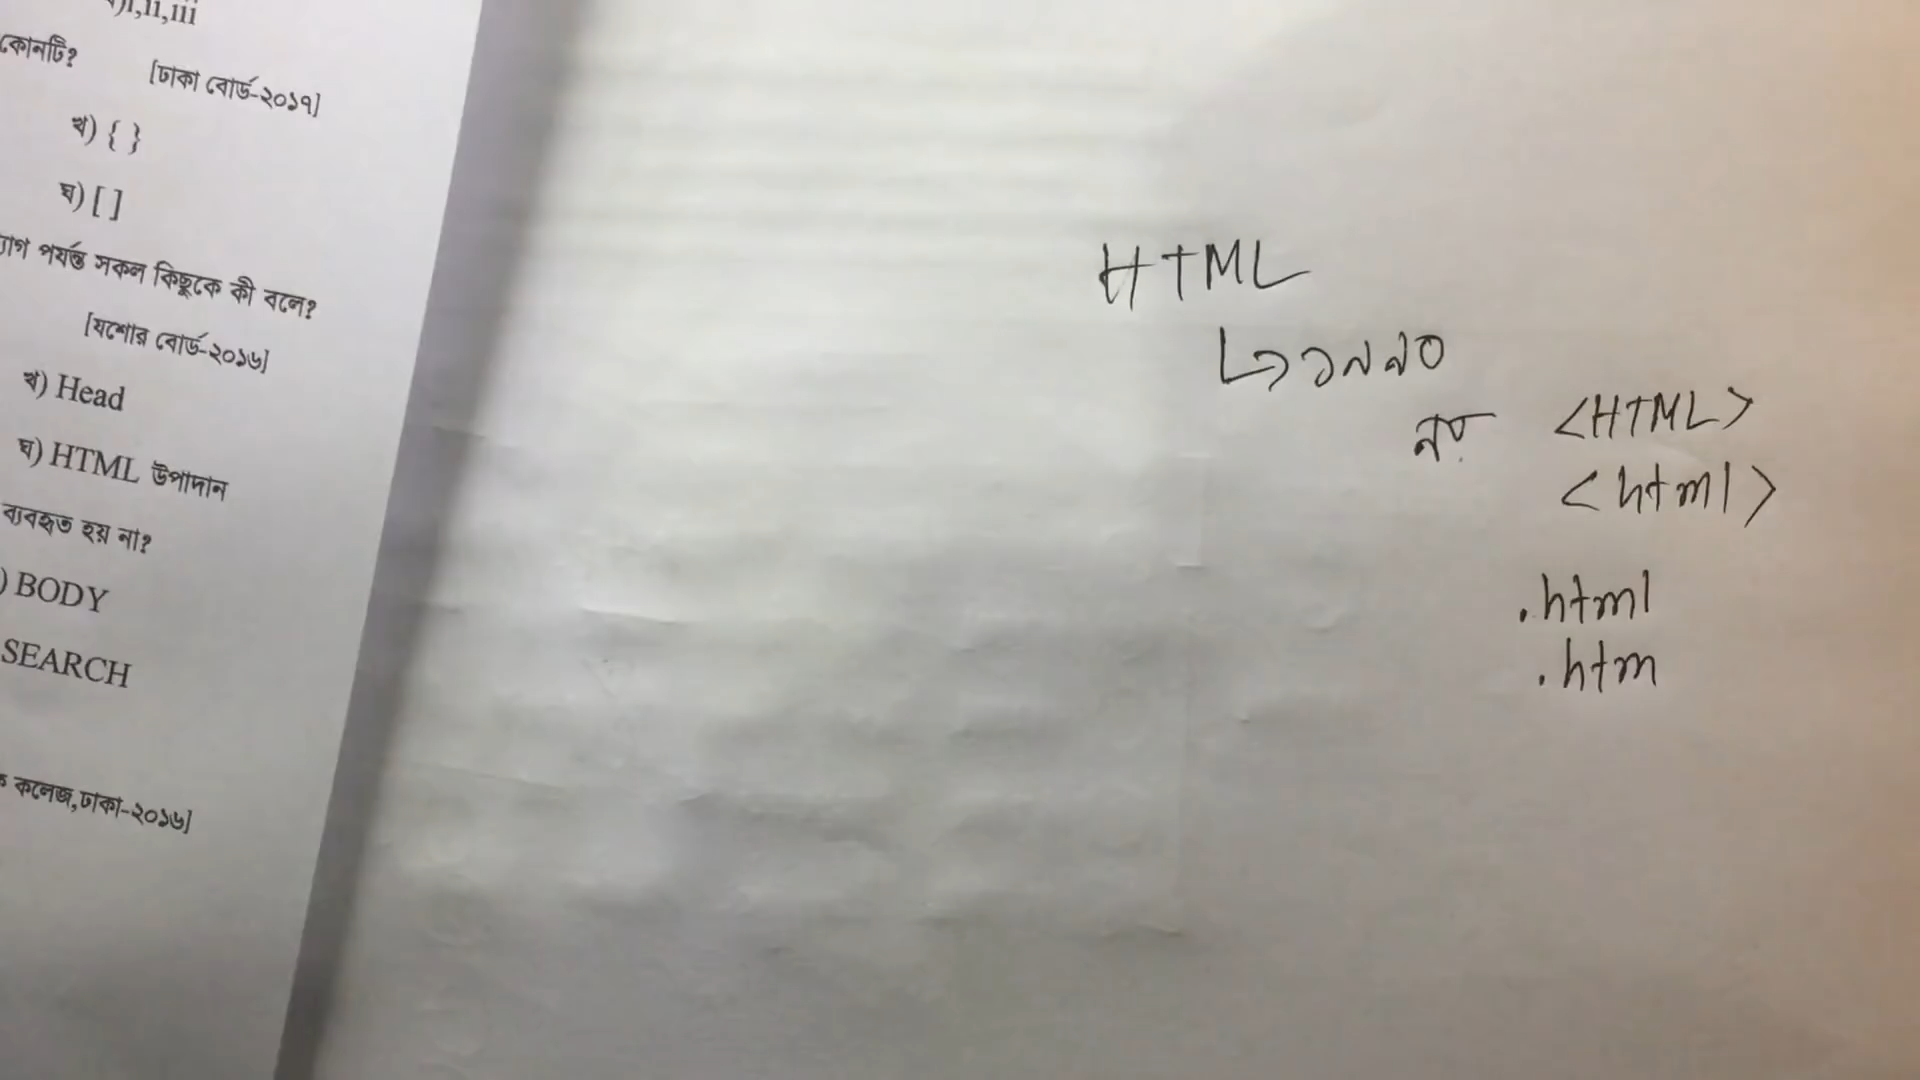 i,ii,iii
কোনটি?
[ঢাকা বোর্ড-২০১৭]
খ) { }
ঘ) [ ]
পর্যন্ত সকল কিছুকে কী বলে?
[যশোর বোর্ড-২০১৬]
খ) Head
ঘ) HTML উপাদান
ব্যবহৃত হয় না?
) BODY
SEARCH
কলেজ,ঢাকা-২০১৬]
HTML
১৯৯০
<HTML>
<html>
.html
.htm